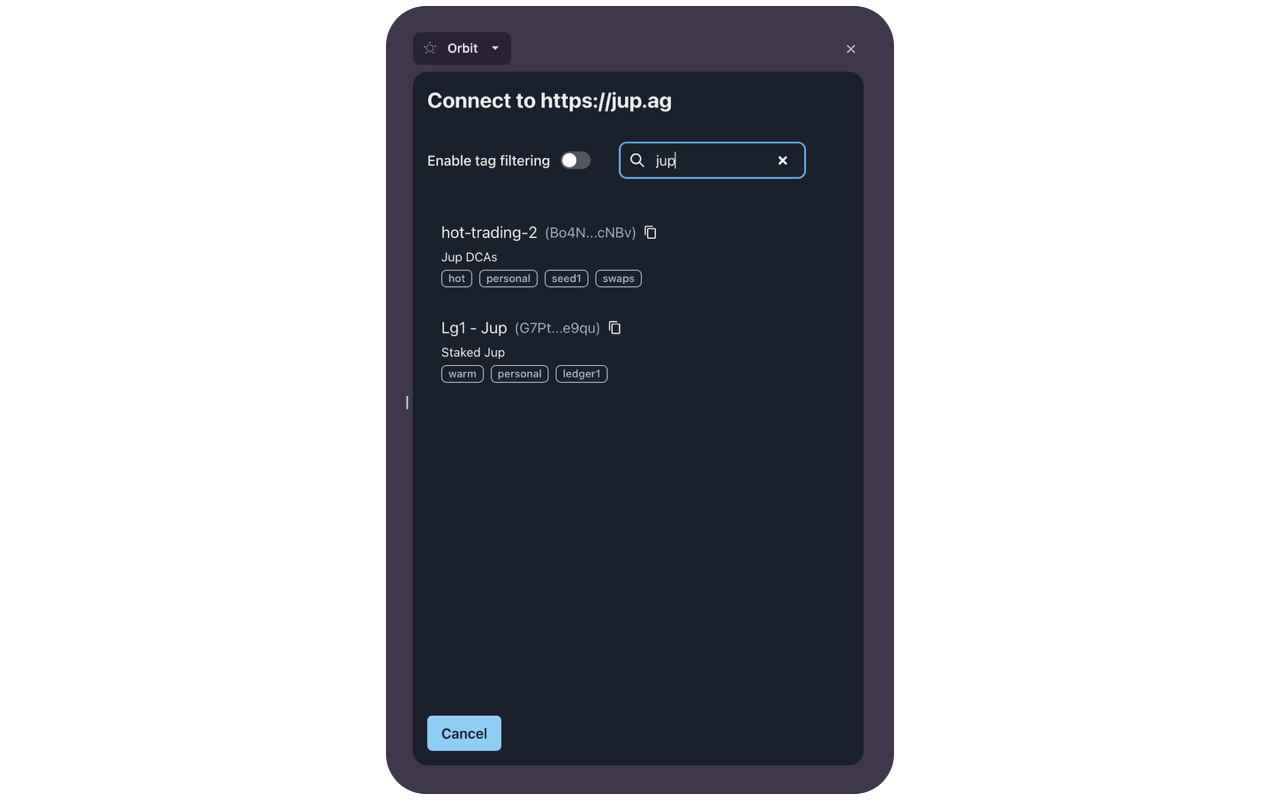 Orbit
Connect to https://jup.ag
Enable tag filtering jup
hot-trading-2 (Bo4N...cNBv)
Jup DCAs
hot personal seed1 swaps
Lg1 - Jup (G7Pt...e9qu)
Staked Jup
warm personal ledger1
Cancel